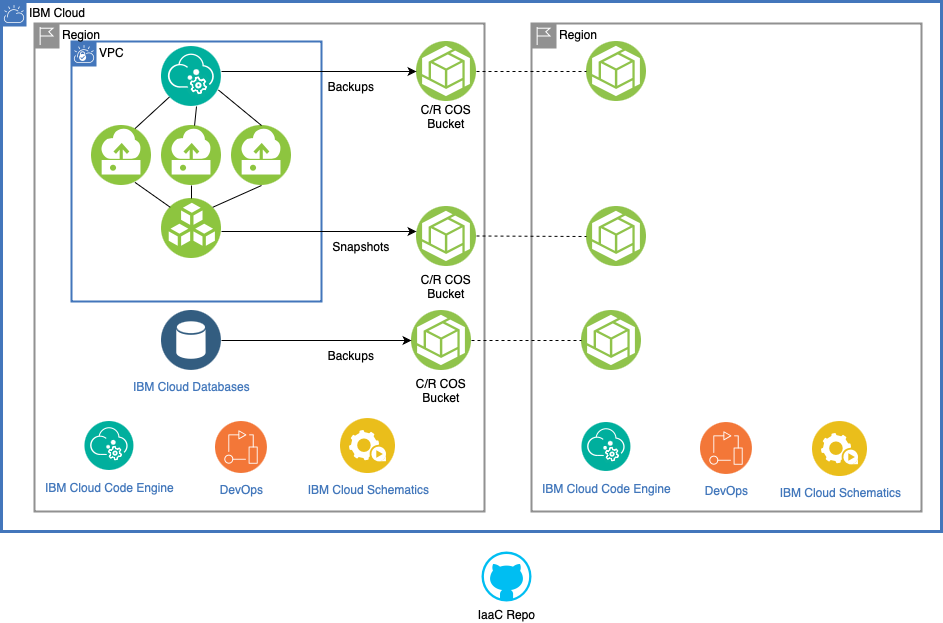 IBM Cloud
Region
VPC
Backups
C/R COS
Bucket
Snapshots
C/R COS
Bucket
Backups
C/R COS
Bucket
IBM Cloud Databases
IBM Cloud Code Engine
DevOps
IBM Cloud Schematics
Region
IBM Cloud Code Engine
DevOps
IBM Cloud Schematics
IaaC Repo